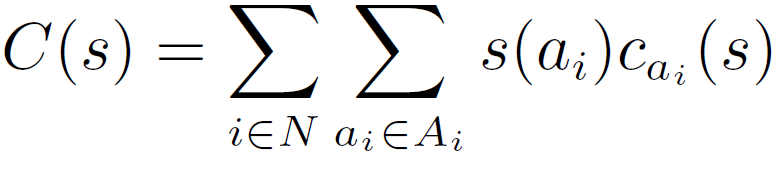 C(s) = \sum_{i \in N} \sum_{a_i \in A_i} s(a_i) c_{a_i}(s)